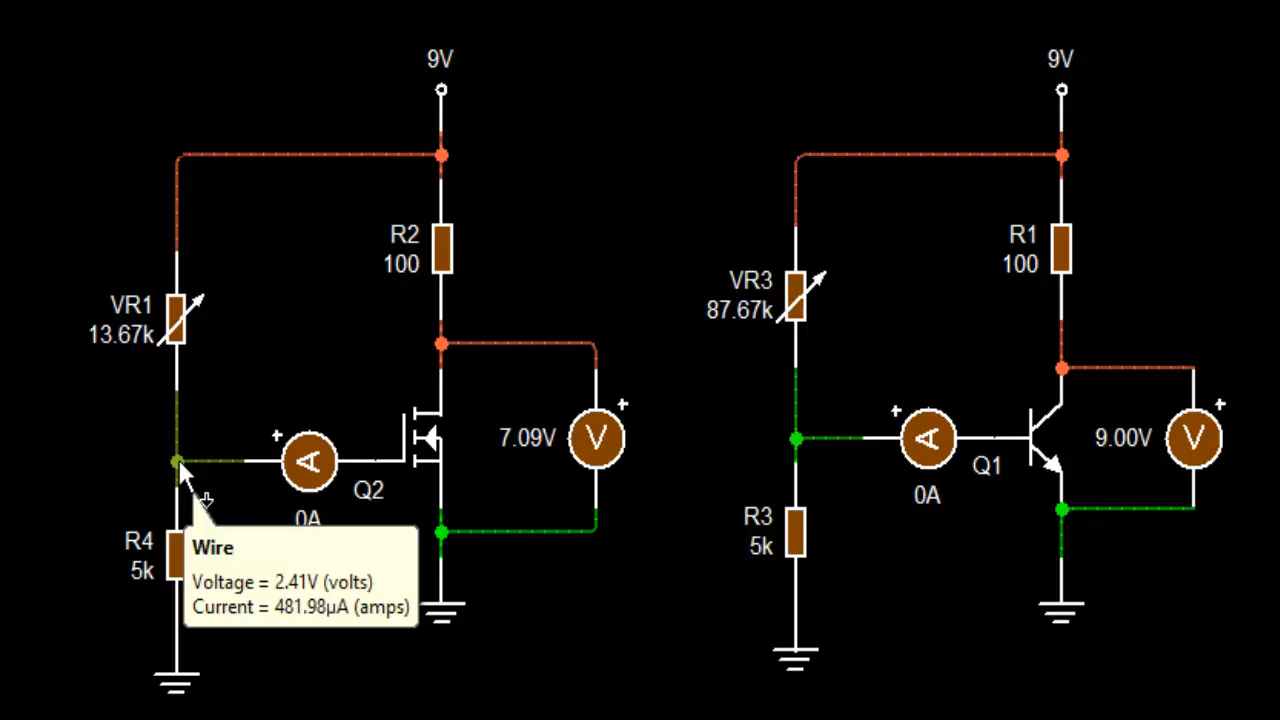 9V
R2
100
VR1
13.67k
+
+
7.09V
V
A
Q2
0A
R4
5k
Wire
Voltage = 2.41V (volts)
Current = 481.98µA (amps)
9V
R1
100
VR3
87.67k
+
+
9.00V
V
A
Q1
0A
R3
5k